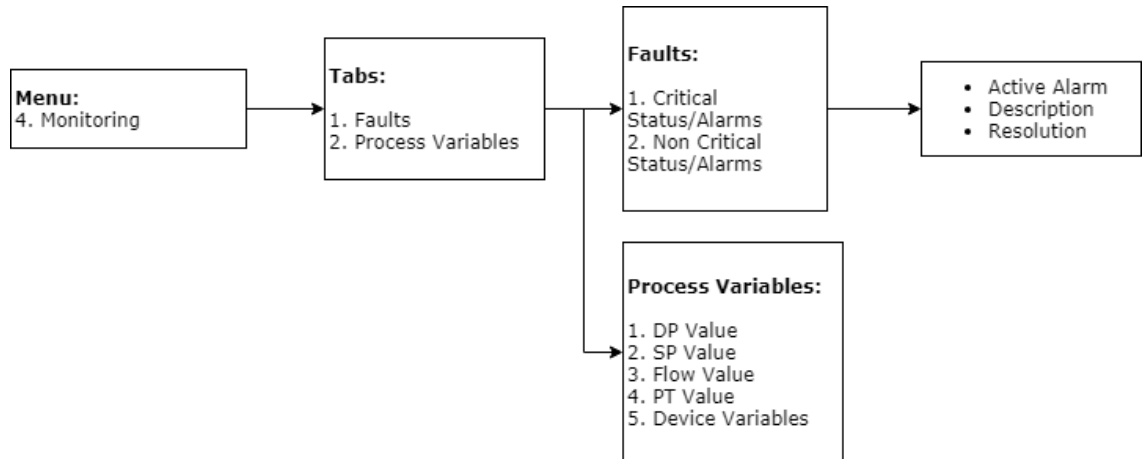 Menu:
4. Monitoring
Tabs:
1. Faults
2. Process Variables
Faults:
1. Critical
Status/Alarms
2. Non Critical
Status/Alarms
• Active Alarm
• Description
• Resolution
Process Variables:
1. DP Value
2. SP Value
3. Flow Value
4. PT Value
5. Device Variables